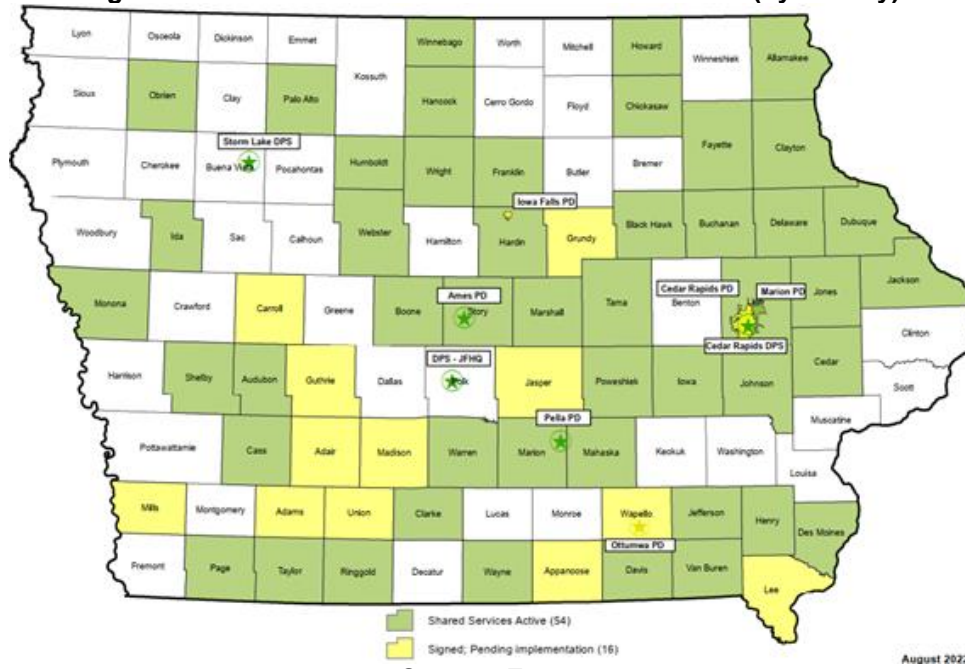 (by County)
Lyon
Osceola
Dickinson
Emmet
Kossuth
Winnebago
Worth
Mitchell
Howard
Winneshiek
Allamakee
Sioux
Obrien
Clay
Palo Alto
Hancock
Cerro Gordo
Floyd
Chickasaw
Fayette
Clayton
Storm Lake DPS
Plymouth
Cherokee
Buena Vista
Pocahontas
Humboldt
Wright
Franklin
Butler
Bremer
Iowa Falls PD
Woodbury
Ida
Sac
Calhoun
Webster
Hamilton
Hardin
Grundy
Black Hawk
Buchanan
Delaware
Dubuque
Monona
Crawford
Carroll
Greene
Boone
Ames PD
Story
Marshall
Tama
Cedar Rapids PD
Benton
Marion PD
Linn
Jones
Jackson
Clinton
Cedar Rapids DPS
Harrison
Shelby
Audubon
Guthrie
Dallas
DPS - JFHQ
Polk
Jasper
Poweshiek
Iowa
Johnson
Cedar
Scott
Muscatine
Pella PD
Pottawattamie
Cass
Adair
Madison
Warren
Marion
Mahaska
Keokuk
Washington
Louisa
Mills
Montgomery
Adams
Union
Clarke
Lucas
Monroe
Wapello
Jefferson
Henry
Des Moines
Ottumwa PD
Fremont
Page
Taylor
Ringgold
Decatur
Wayne
Appanoose
Davis
Van Buren
Lee
Shared Services Active (54)
Signed; Pending implementation (16)
August 2022